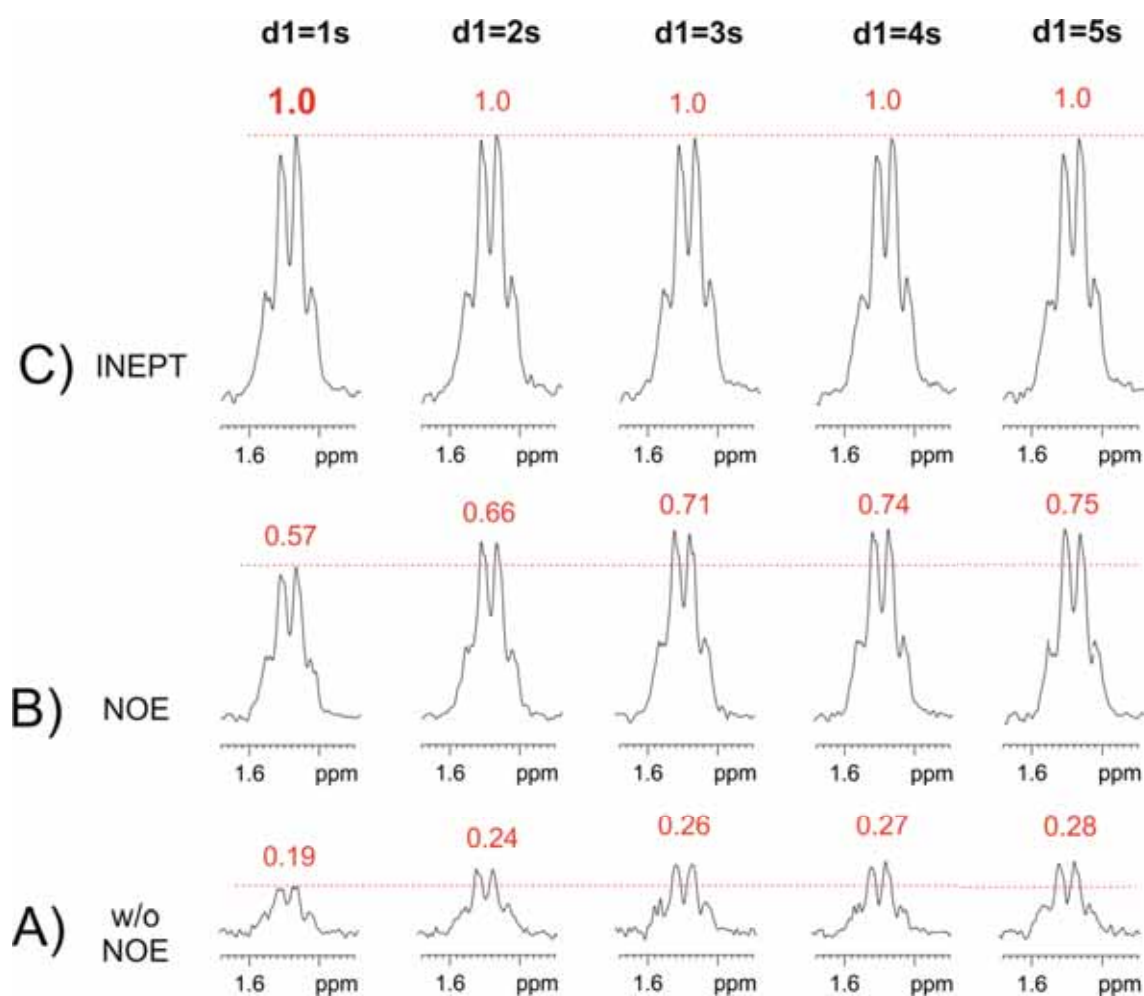 d1=1s d1=2s d1=3s d1=4s d1=5s
1.0 1.0 1.0 1.0 1.0
C) INEPT
1.6 ppm 1.6 ppm 1.6 ppm 1.6 ppm 1.6 ppm
0.57 0.66 0.71 0.74 0.75
B) NOE
1.6 ppm 1.6 ppm 1.6 ppm 1.6 ppm 1.6 ppm
0.19 0.24 0.26 0.27 0.28
A) w/o
NOE
1.6 ppm 1.6 ppm 1.6 ppm 1.6 ppm 1.6 ppm